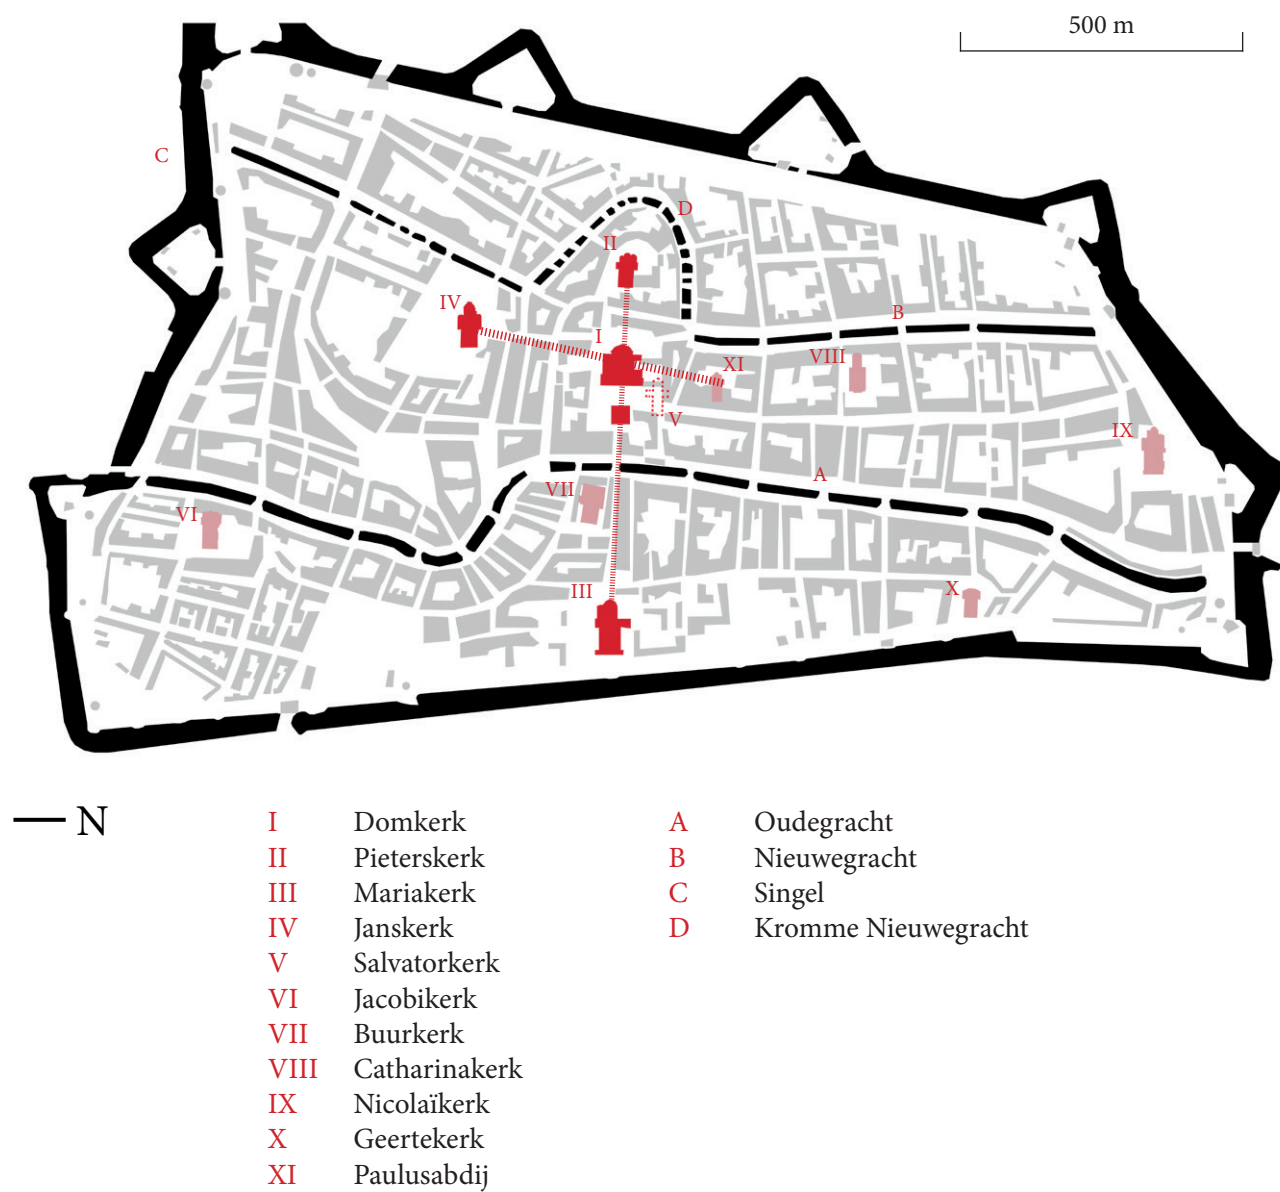 500 m
C
D
II
IV
B
I
XI
VIII
V
IX
A
VII
VI
III
X
N
I Domkerk
II Pieterskerk
III Mariakerk
IV Janskerk
V Salvatorkerk
VI Jacobikerk
VII Buurkerk
VIII Catharinakerk
IX Nicolaïkerk
X Geertekerk
XI Paulusabdij
A Oudegracht
B Nieuwegracht
C Singel
D Kromme Nieuwegracht